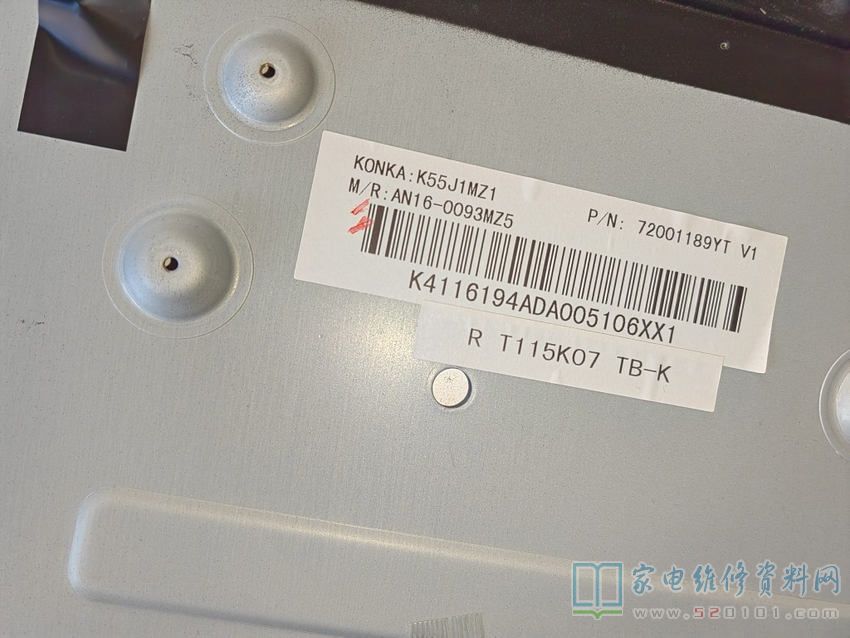 KONKA:K55J1MZ1
M/R:AN16-0093MZ5
P/N: 72001189YT V1
K4116194ADA005106XX1
R T115K07 TB-K
家电维修资料网
www.520101.com